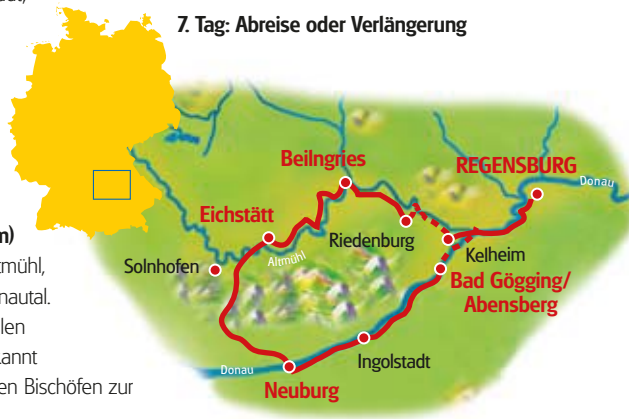 7. Tag: Abreise oder Verlängerung
Beilngries
REGENSBURG
Donau
Eichstätt
Riedenburg
Kelheim
Solnhofen
Altmühl
Bad Gögging/
Abensberg
Ingolstadt
Donau
Neuburg
tmühl,
nautal.
len
annt
en Bischöfen zur